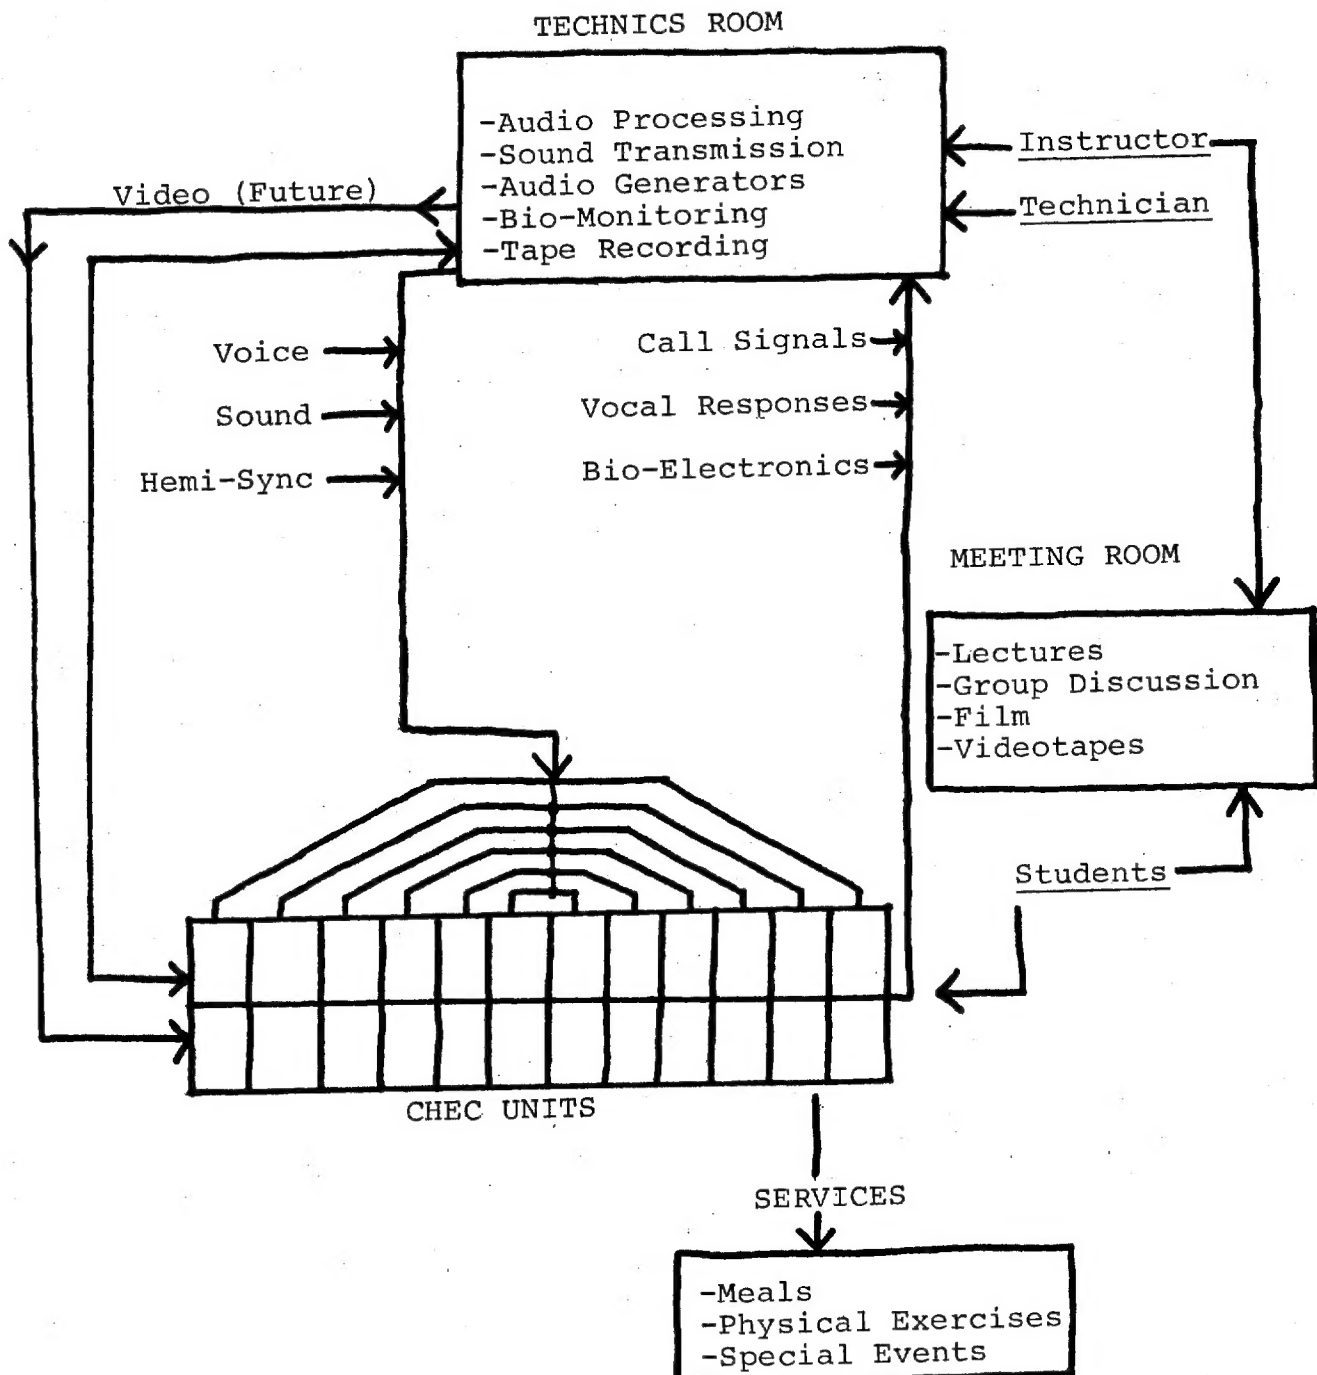 TECHNICS ROOM
-Audio Processing
-Sound Transmission
-Audio Generators
-Bio-Monitoring
-Tape Recording
Instructor
Technician
Video (Future)
Voice
Sound
Hemi-Sync
Call Signals
Vocal Responses
Bio-Electronics
MEETING ROOM
-Lectures
-Group Discussion
-Film
-Videotapes
Students
CHEC UNITS
SERVICES
-Meals
-Physical Exercises
-Special Events